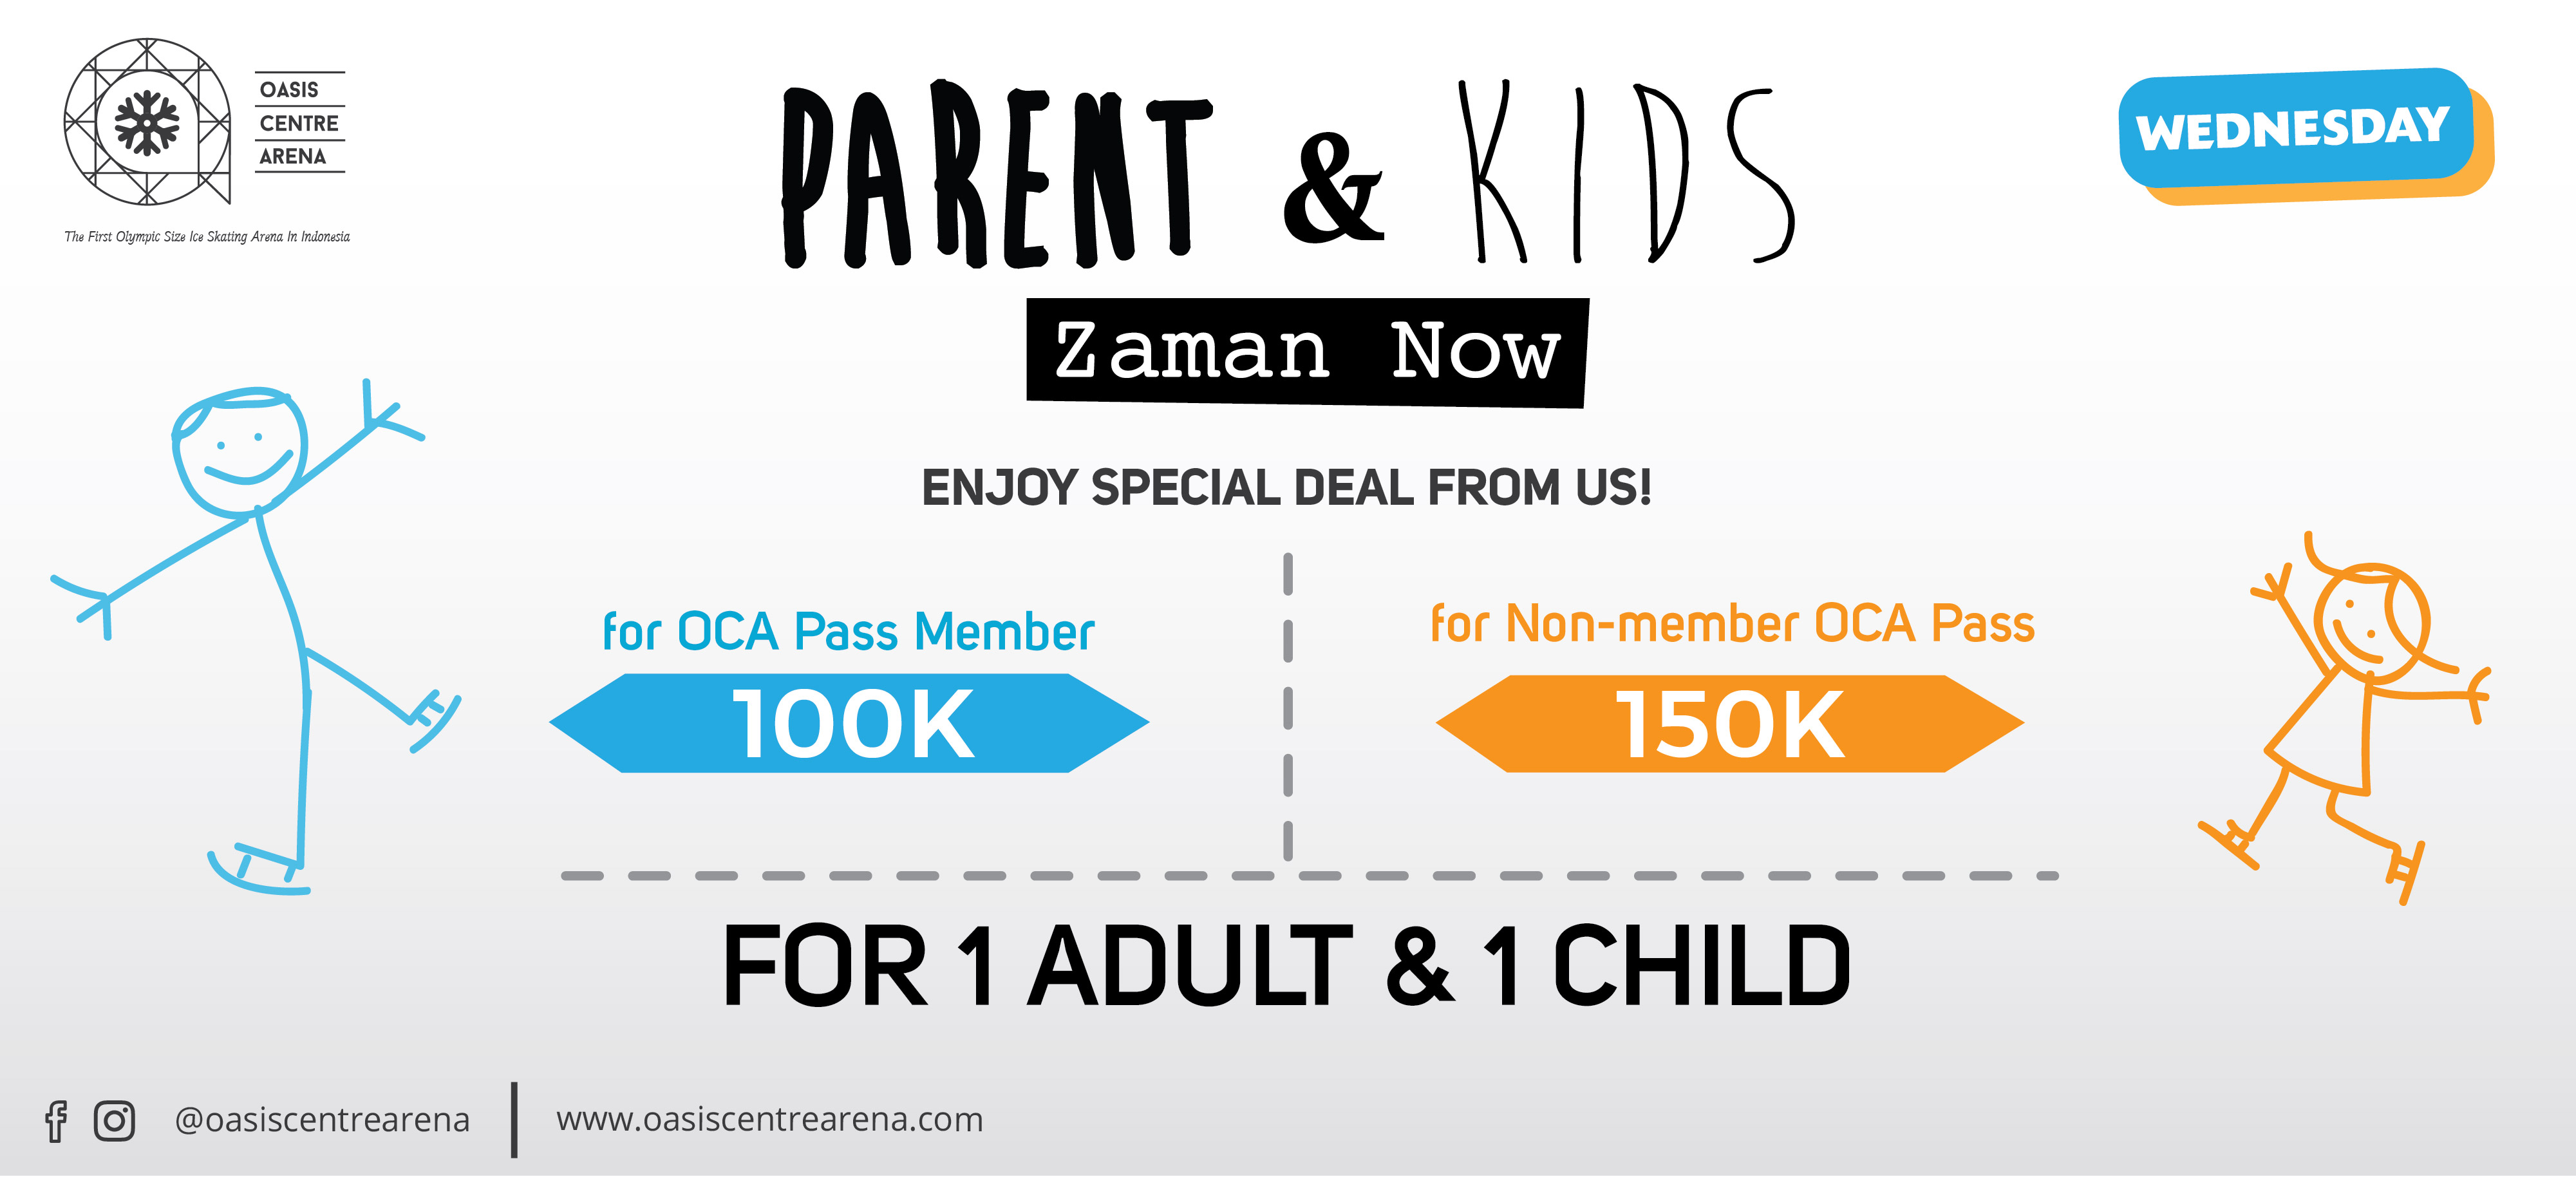 OASIS
CENTRE
ARENA
The First Olympic Size Ice Skating Arena In Indonesia
PARENT & KIDS
WEDNESDAY
Zaman Now
ENJOY SPECIAL DEAL FROM US!
for OCA Pass Member
100K
for Non-member OCA Pass
150K
FOR 1 ADULT & 1 CHILD
@oasiscentrearena
www.oasiscentrearena.com